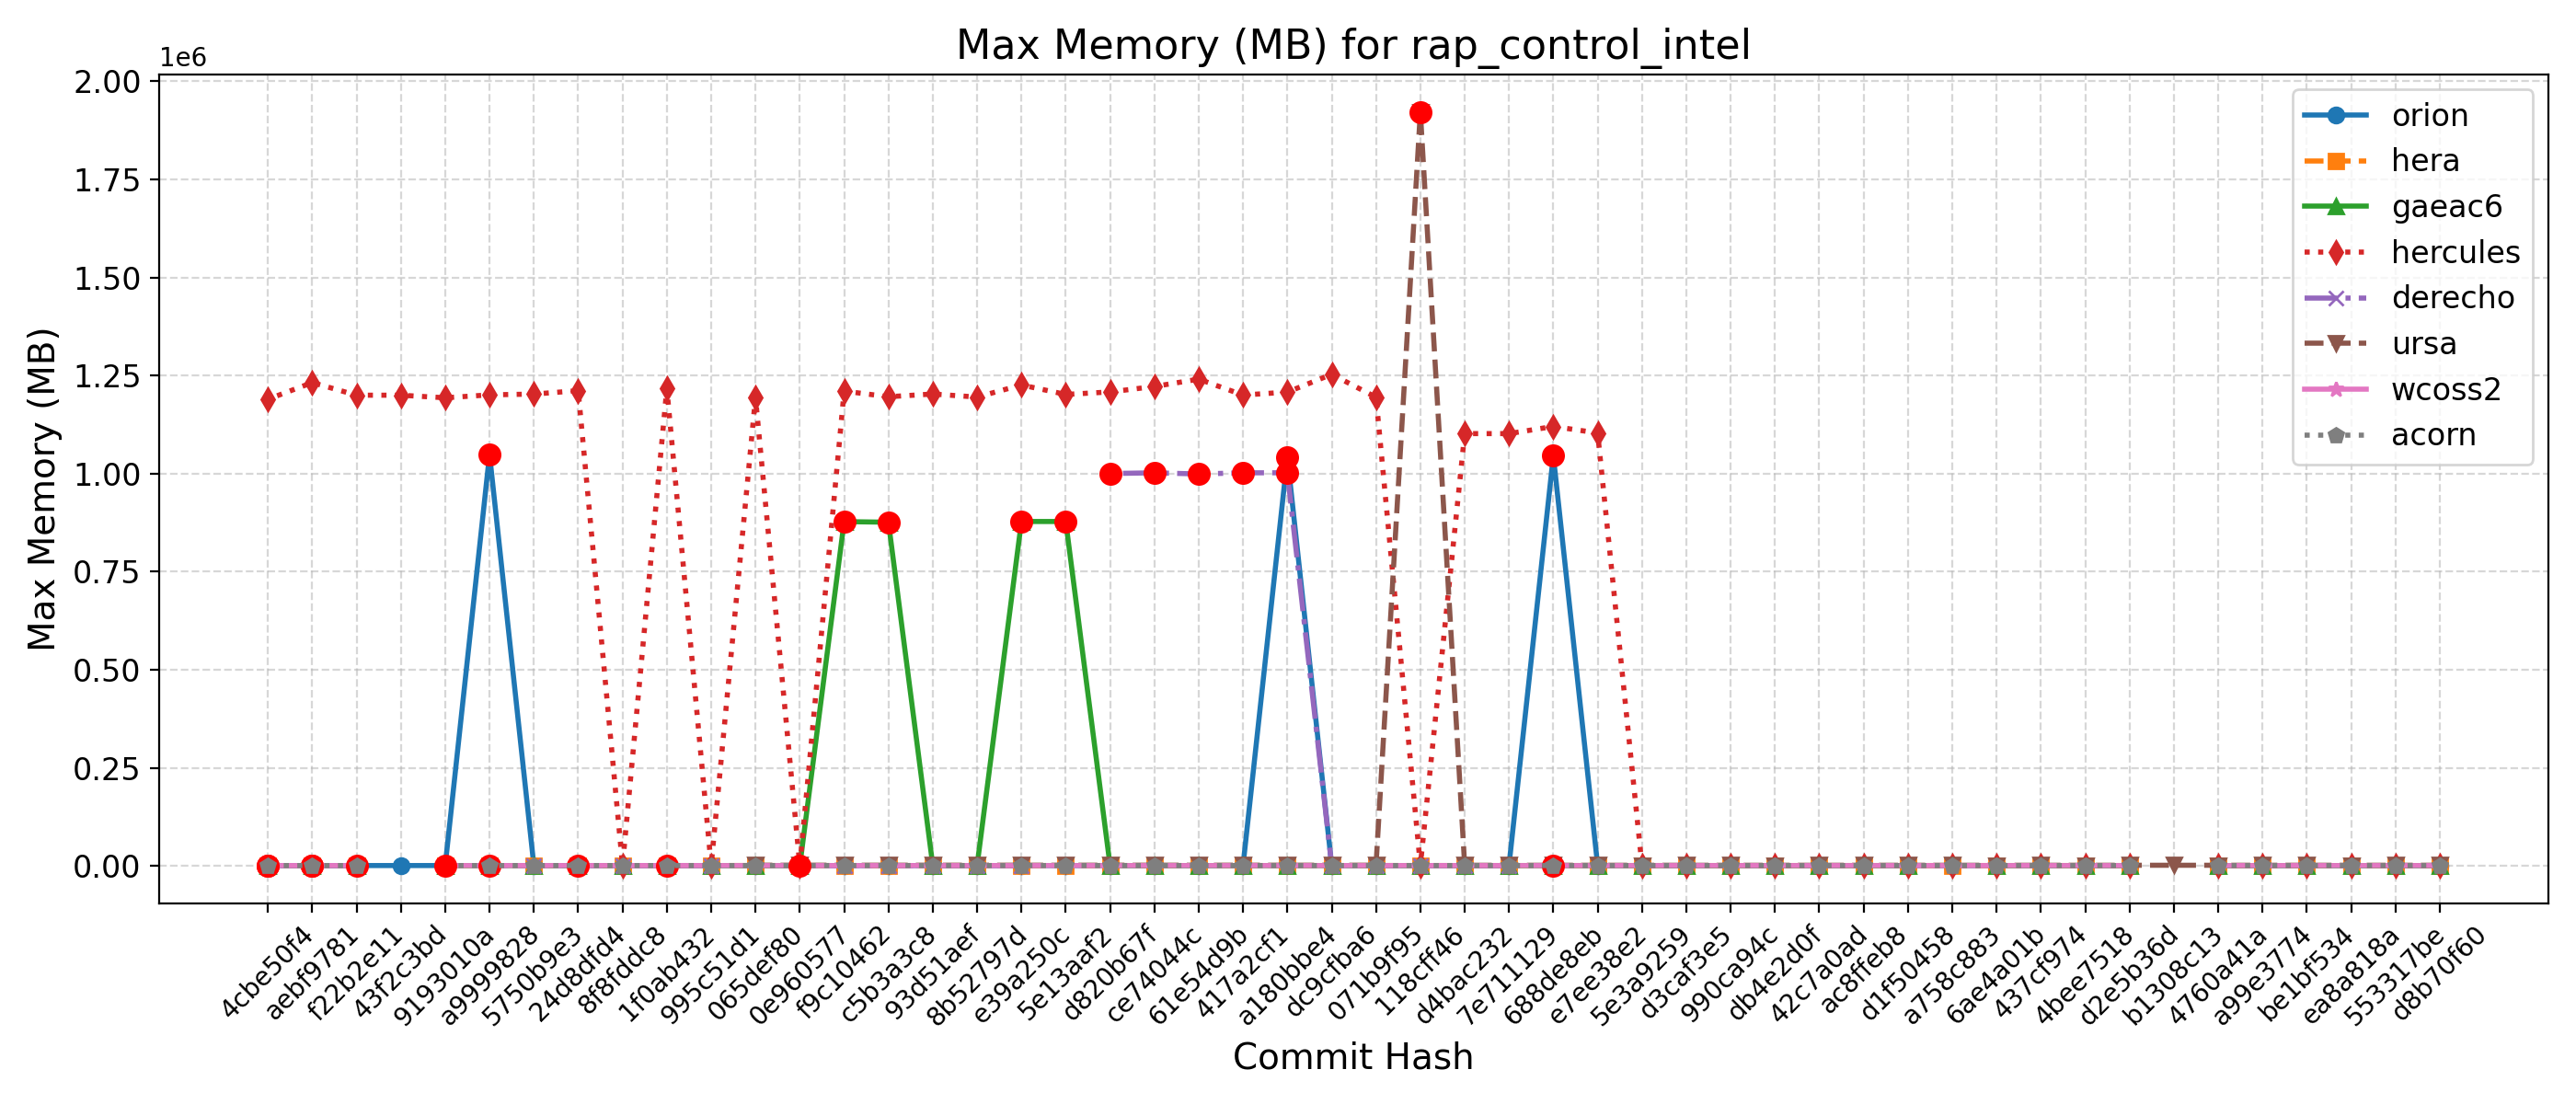 Max Memory (MB) for rap_control_intel
1e6
2.00
1.75
1.50
1.25
1.00
0.75
0.50
0.25
0.00
Max Memory (MB)
orion
hera
gaeac6
hercules
derecho
ursa
wcoss2
acorn
4cbe50f4
aebf9781
f22b2e11
43f2c3bd
9193010a
a9999828
5750b9e3
24d8dfd4
8f8fddc8
1f0ab432
995c51d1
065def80
0e960577
f9c10462
c5b3a3c8
93d51aef
8b52797d
e39a250c
5e13aaf2
d820b67f
ce74044c
61e54d9b
417a2cf1
a180bbe4
dc9cfba6
071b9f95
118cff46
d4bac232
7e711129
688de8eb
e7ee38e2
5e3a9259
d3caf3e5
990ca94c
db4e2d0f
42c7a0ad
ac8ffeb8
d1f50458
a758c883
6ae4a01b
437cf974
4bee7518
d2e5b36d
b1308c13
4760a41a
a99e3774
be1bf534
ea8a818a
553317be
d8b70f60
Commit Hash